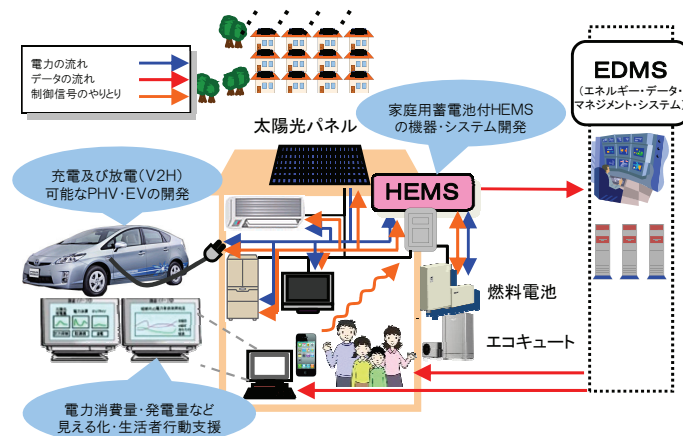 電力の流れ
データの流れ
制御信号のやりとり
EDMS
(エネルギー・データ・
マネジメント・システム)
家庭用蓄電池付HEMS
の機器・システム開発
太陽光パネル
充電及び放電(V2H)
可能なPHV・EVの開発
HEMS
燃料電池
エコキュート
電力消費量・発電量など
見える化・生活者行動支援